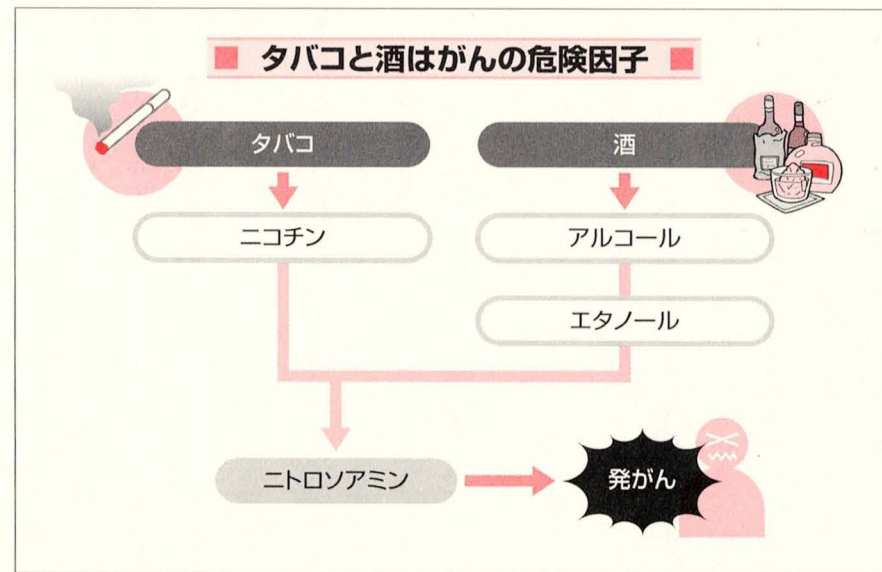 タバコと酒はがんの危険因子
タバコ
酒
ニコチン
アルコール
エタノール
ニトロソアミン
発がん